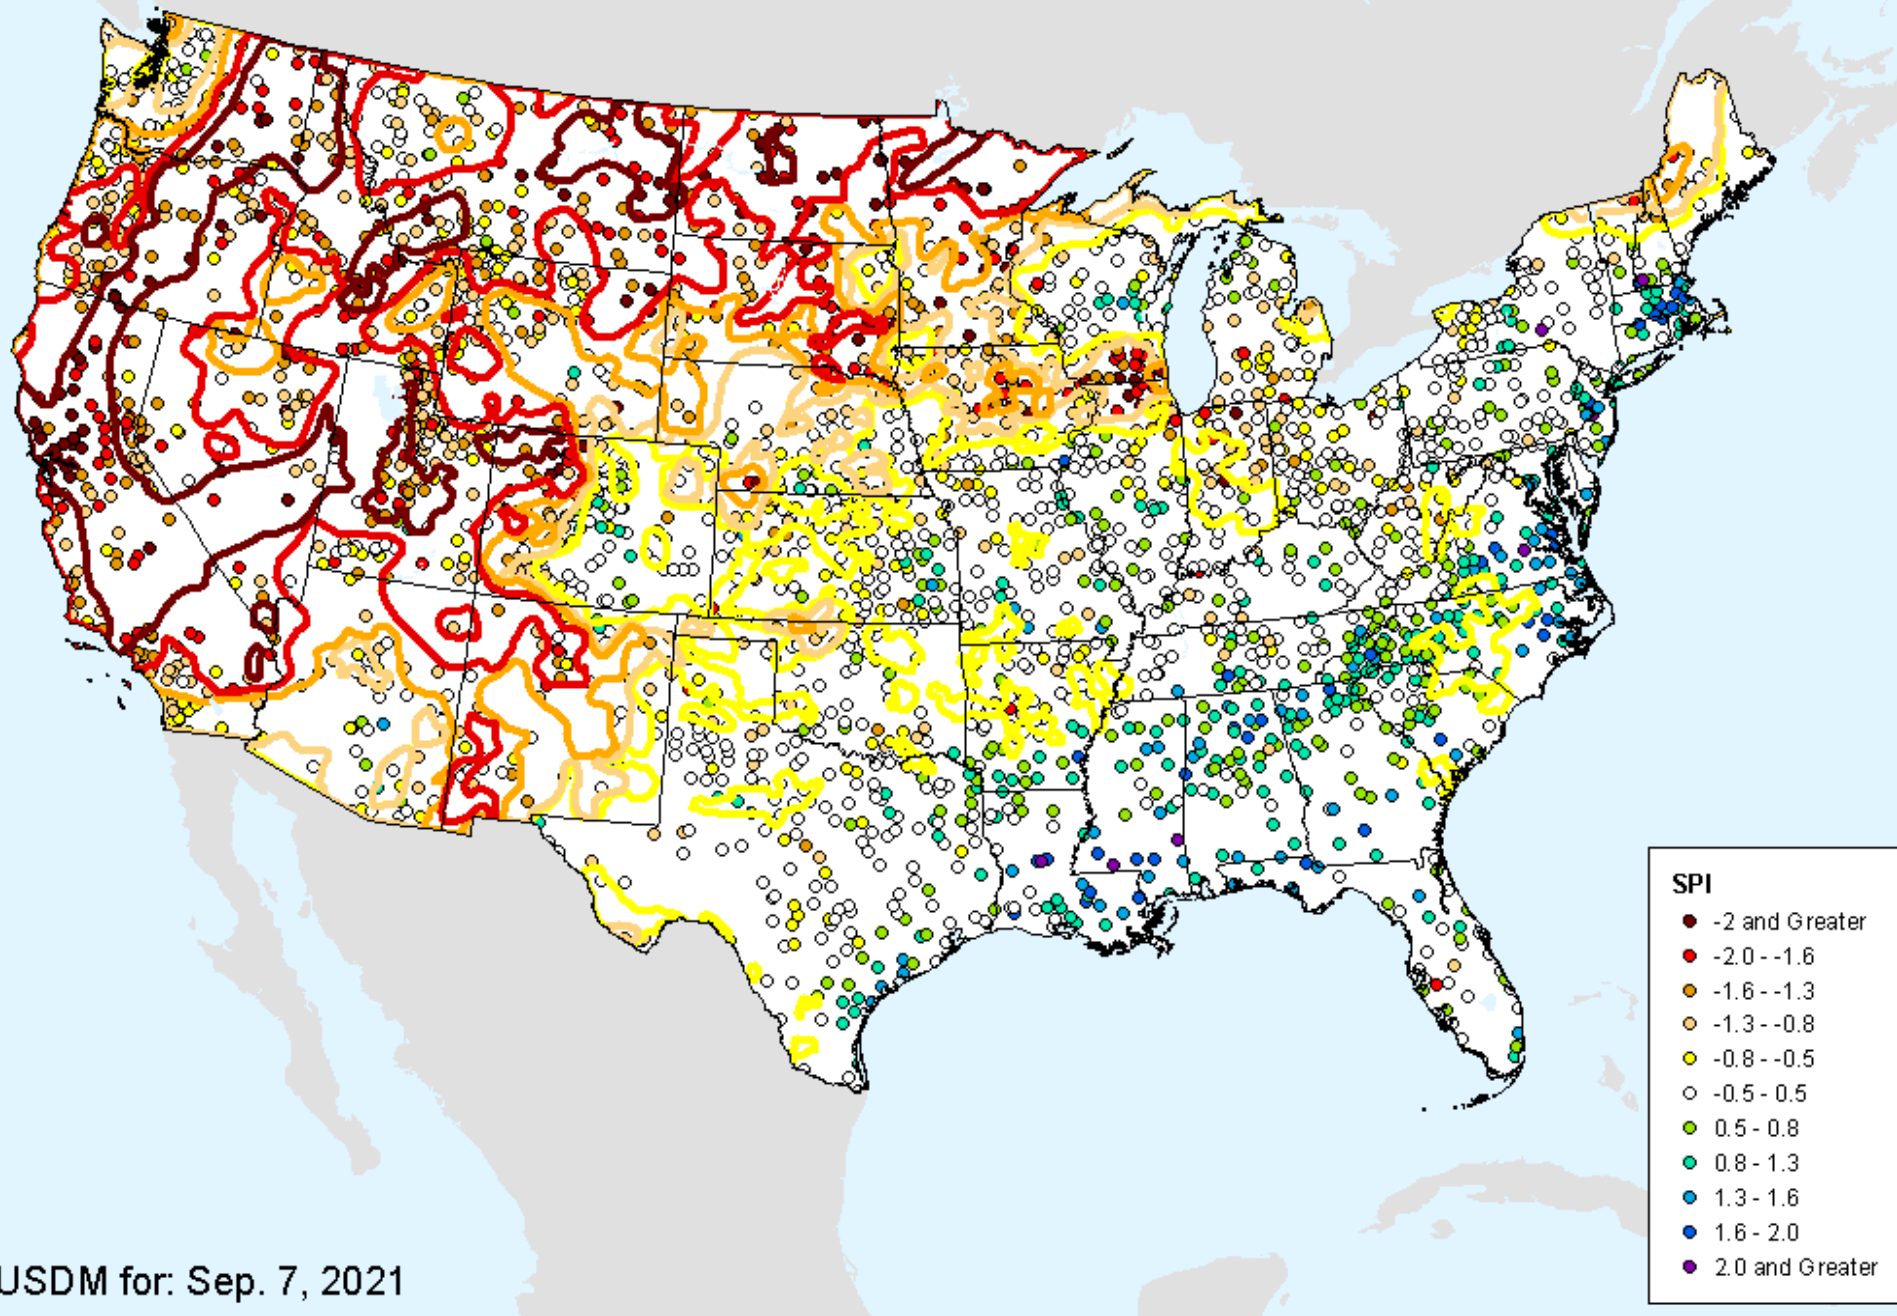 SPI
-2 and Greater
-2.0 - -1.6
-1.6 - -1.3
-1.3 - -0.8
-0.8 - -0.5
-0.5 - 0.5
0.5 - 0.8
0.8 - 1.3
1.3 - 1.6
1.6 - 2.0
2.0 and Greater
USDM for: Sep. 7, 2021